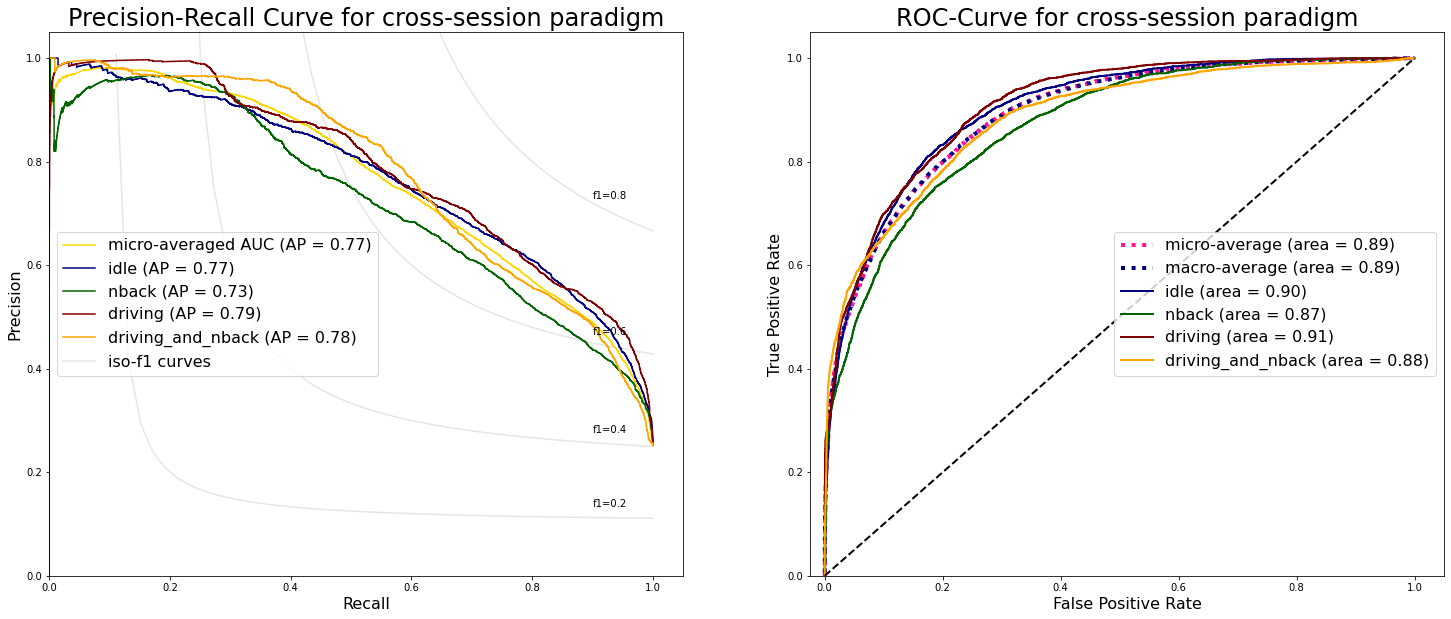 Precision-Recall Curve for cross-session paradigm
1.0
0.8
0.6
0.4
0.2
0.0
Precision
f1=0.8
f1=0.6
f1=0.4
f1=0.2
micro-averaged AUC (AP = 0.77)
idle (AP = 0.77)
nback (AP = 0.73)
driving (AP = 0.79)
driving_and_nback (AP = 0.78)
iso-f1 curves
0.0 0.2 0.4 0.6 0.8 1.0
Recall
ROC-Curve for cross-session paradigm
1.0
0.8
0.6
0.4
0.2
0.0
True Positive Rate
micro-average (area = 0.89)
macro-average (area = 0.89)
idle (area = 0.90)
nback (area = 0.87)
driving (area = 0.91)
driving_and_nback (area = 0.88)
0.0 0.2 0.4 0.6 0.8 1.0
False Positive Rate